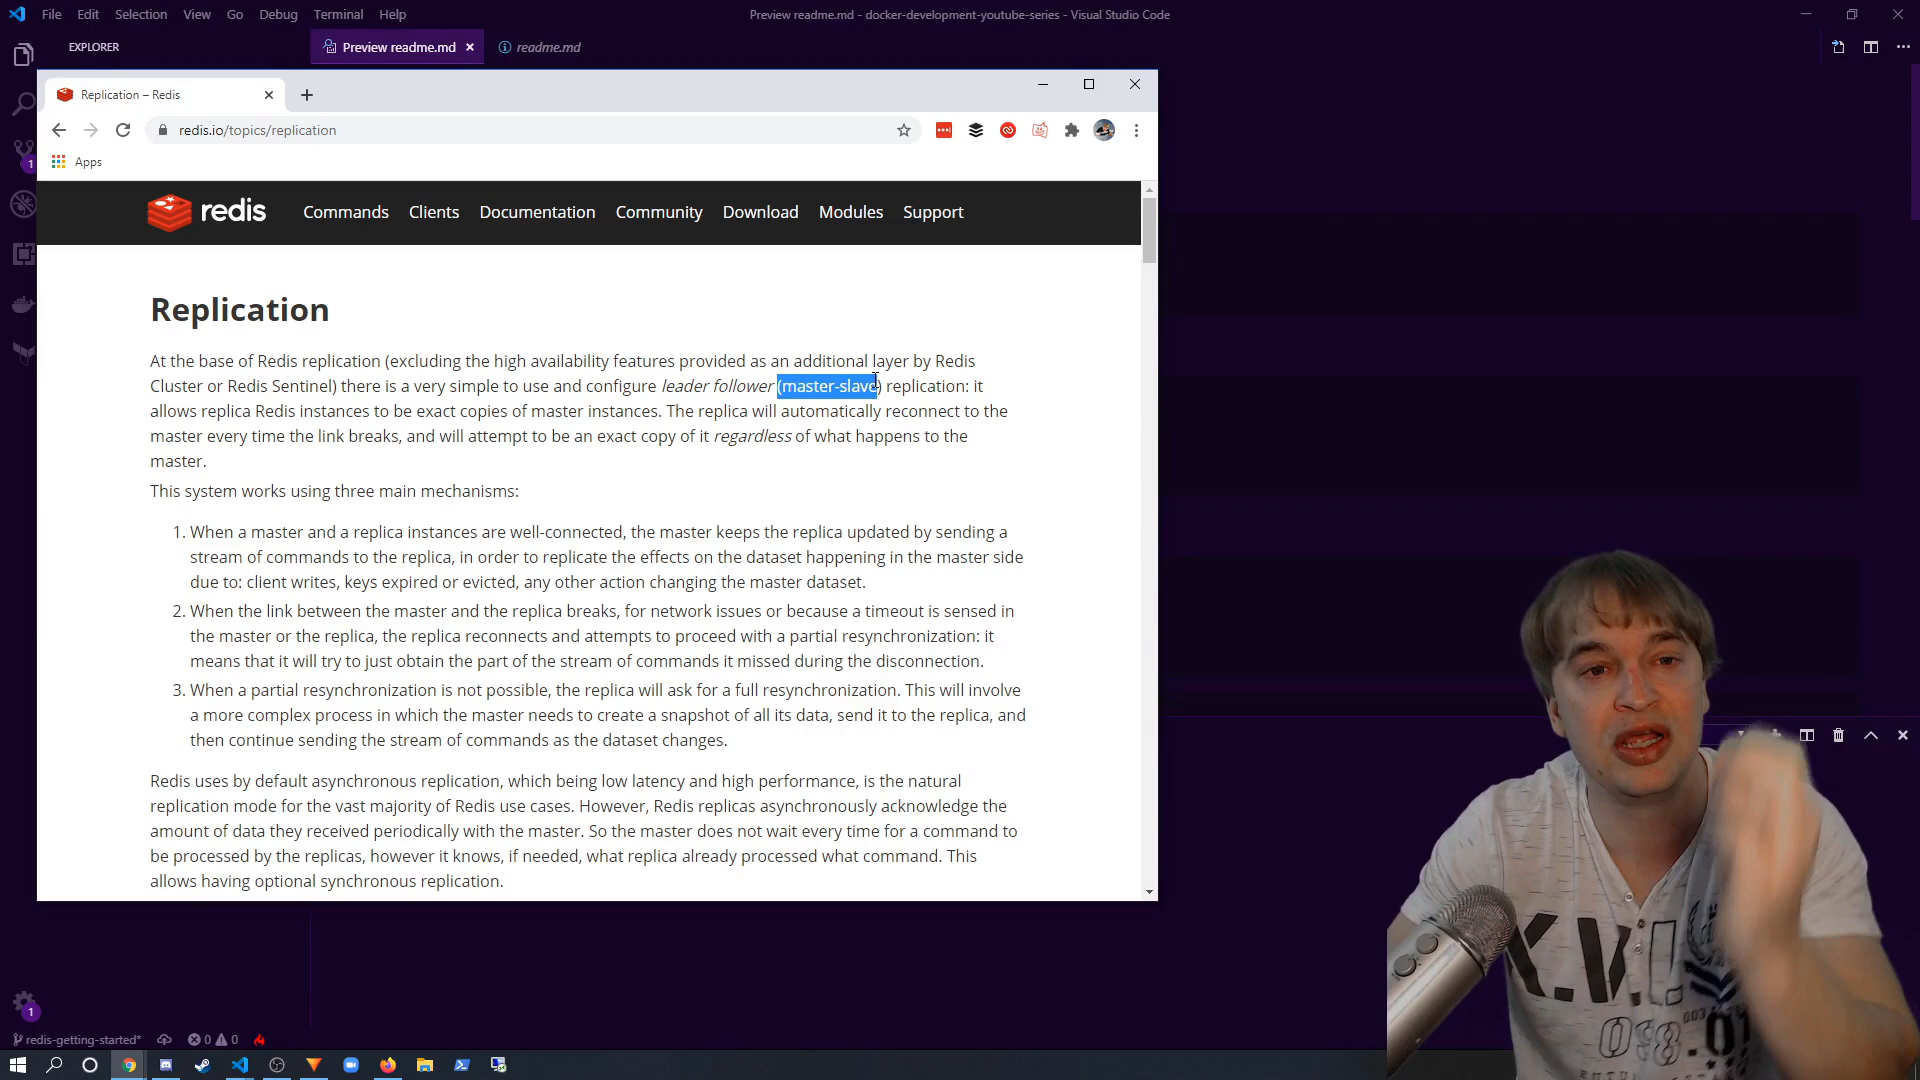 File Edit Selection View Go Debug Terminal Help
Preview readme.md - docker-development-youtube-series - Visual Studio Code
EXPLORER
Preview readme.md
readme.md
Replication – Redis
redis.io/topics/replication
Apps
redis
Commands Clients Documentation Community Download Modules Support
Replication
At the base of Redis replication (excluding the high availability features provided as an additional layer by Redis
Cluster or Redis Sentinel) there is a very simple to use and configure leader follower (master-slave) replication: it
allows replica Redis instances to be exact copies of master instances. The replica will automatically reconnect to the
master every time the link breaks, and will attempt to be an exact copy of it regardless of what happens to the
master.
This system works using three main mechanisms:
1. When a master and a replica instances are well-connected, the master keeps the replica updated by sending a
stream of commands to the replica, in order to replicate the effects on the dataset happening in the master side
due to: client writes, keys expired or evicted, any other action changing the master dataset.
2. When the link between the master and the replica breaks, for network issues or because a timeout is sensed in
the master or the replica, the replica reconnects and attempts to proceed with a partial resynchronization: it
means that it will try to just obtain the part of the stream of commands it missed during the disconnection.
3. When a partial resynchronization is not possible, the replica will ask for a full resynchronization. This will involve
a more complex process in which the master needs to create a snapshot of all its data, send it to the replica, and
then continue sending the stream of commands as the dataset changes.
Redis uses by default asynchronous replication, which being low latency and high performance, is the natural
replication mode for the vast majority of Redis use cases. However, Redis replicas asynchronously acknowledge the
amount of data they received periodically with the master. So the master does not wait every time for a command to
be processed by the replicas, however it knows, if needed, what replica already processed what command. This
allows having optional synchronous replication.
1
1
redis-getting-started*
0
0